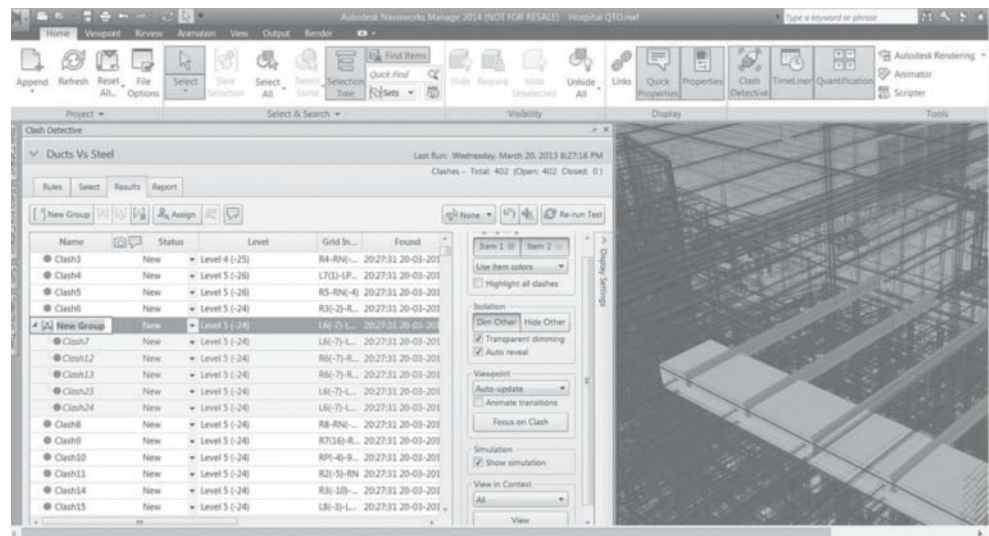 Autodesk Navisworks Manage 2014 (NOT FOR RESALE) Hospital QTO.nwf
Type a keyword or phrase
Home Viewpoint Review Animation View Output Render
Append Refresh Reset All... File Options
Project
Select Save Selection Select All Select Same Selection Tree
Find Items
Quick Find
Sets
Select & Search
Hide Require Hide Unselected Unhide All
Visibility
Links Quick Properties Properties
Display
Clash Detective TimeLiner Quantification
Autodesk Rendering
Animator
Scripter
Tools
Clash Detective
Ducts Vs Steel
Last Run: Wednesday, March 20, 2013 8:27:16 PM
Clashes - Total: 402 (Open: 402 Closed: 0)
Rules Select Results Report
New Group Assign None Re-run Test
Name Status Level Grid In... Found
Clash3 New Level 4 (-25) R4-RN(-... 20:27:31 20-03-201
Clash4 New Level 5 (-26) L7(1)-LP... 20:27:31 20-03-201
Clash5 New Level 5 (-26) R5-RN(-4) 20:27:31 20-03-201
Clash6 New Level 5 (-24) R3(-2)-R... 20:27:31 20-03-201
New Group New Level 5 (-24) L6(-7)-L... 20:27:31 20-03-201
Clash7 New Level 5 (-24) L6(-7)-L... 20:27:31 20-03-201
Clash12 New Level 5 (-24) R6(-7)-R... 20:27:31 20-03-201
Clash13 New Level 5 (-24) R6(-7)-R... 20:27:31 20-03-201
Clash23 New Level 5 (-24) L6(-7)-L... 20:27:31 20-03-201
Clash24 New Level 5 (-24) L6(-7)-L... 20:27:31 20-03-201
Clash8 New Level 5 (-24) R8-RN(-... 20:27:31 20-03-201
Clash9 New Level 5 (-24) R7(16)-R... 20:27:31 20-03-201
Clash10 New Level 5 (-24) RP(-4)-9... 20:27:31 20-03-201
Clash11 New Level 5 (-24) R2(-5)-RN 20:27:31 20-03-201
Clash14 New Level 5 (-24) R3(-10)-... 20:27:31 20-03-201
Clash15 New Level 5 (-24) L8(-3)-L... 20:27:31 20-03-201
Item 1 Item 2
Use item colors
Highlight all clashes
Isolation
Dim Other Hide Other
Transparent dimming
Auto reveal
Viewpoint
Auto-update
Animate transitions
Focus on Clash
Simulation
Show simulation
View in Context
All
View
Display Settings